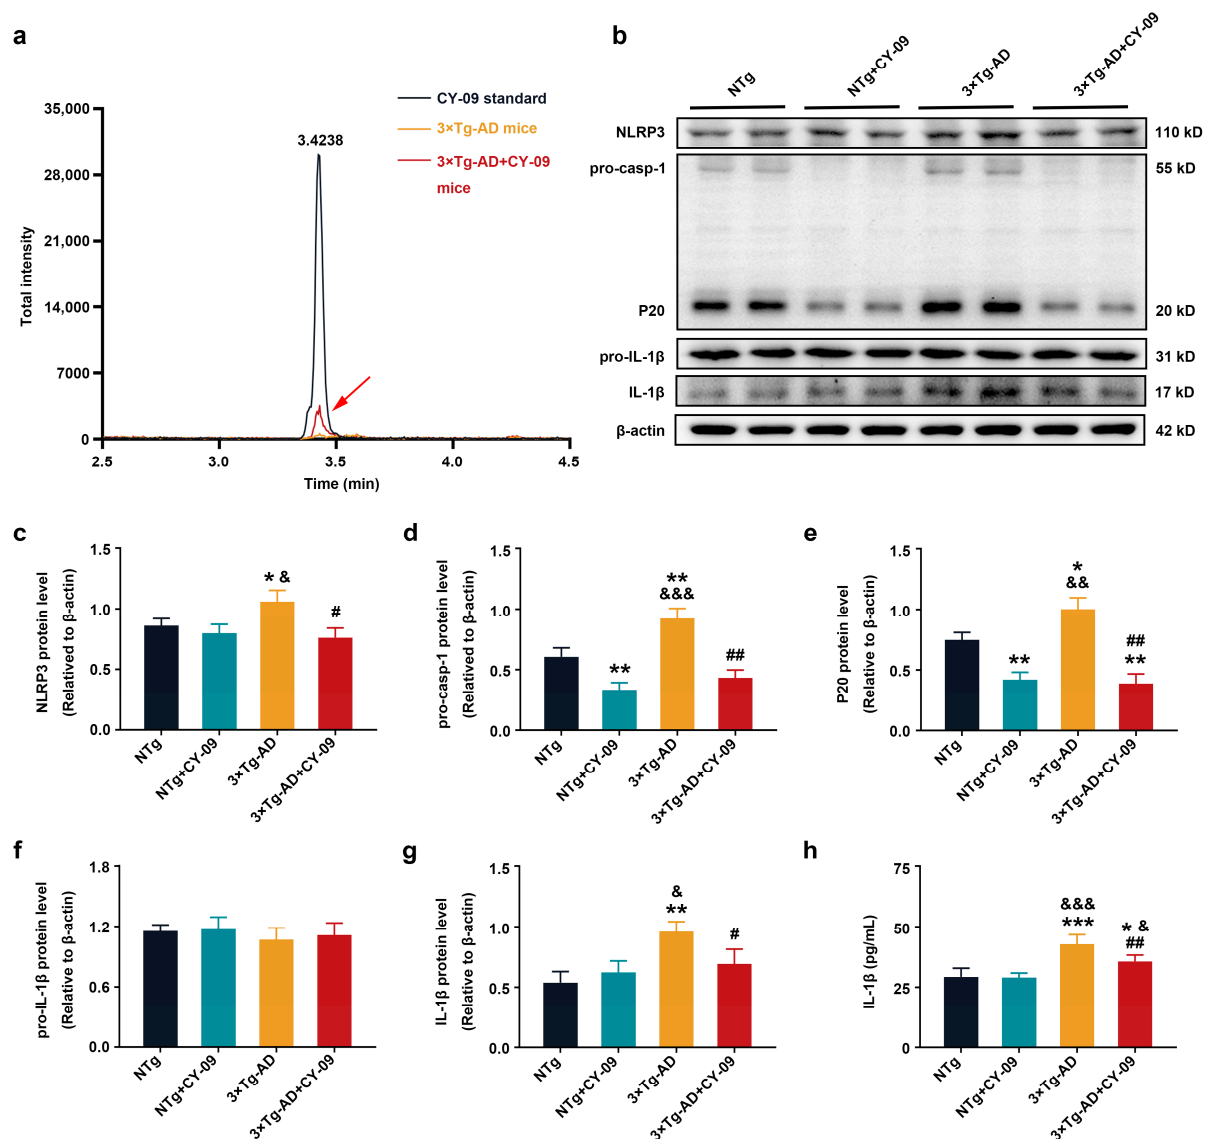 a
CY-09 standard
3×Tg-AD mice
3×Tg-AD+CY-09
mice
3.4238
35,000
28,000
21,000
14,000
7000
0
Total intensity
2.5 3.0 3.5 4.0 4.5
Time (min)
b
NTg NTg+CY-09 3×Tg-AD 3×Tg-AD+CY-09
NLRP3 110 kD
pro-casp-1 55 kD
P20 20 kD
pro-IL-1β 31 kD
IL-1β 17 kD
β-actin 42 kD
c
NLRP3 protein level
(Relatived to β-actin)
1.5
1.0
0.5
0.0
* &
#
NTg NTg+CY-09 3×Tg-AD 3×Tg-AD+CY-09
d
pro-casp-1 protein level
(Relatived to β-actin)
1.5
1.0
0.5
0.0
**
**
&&&
##
NTg NTg+CY-09 3×Tg-AD 3×Tg-AD+CY-09
e
P20 protein level
(Relative to β-actin)
1.5
1.0
0.5
0.0
**
*
&&
##
**
NTg NTg+CY-09 3×Tg-AD 3×Tg-AD+CY-09
f
pro-IL-1β protein level
(Relative to β-actin)
1.8
1.2
0.6
0.0
NTg NTg+CY-09 3×Tg-AD 3×Tg-AD+CY-09
g
IL-1β protein level
(Relative to β-actin)
1.5
1.0
0.5
0.0
&
**
#
NTg NTg+CY-09 3×Tg-AD 3×Tg-AD+CY-09
h
IL-1β (pg/mL)
75
50
25
0
&&&
***
* &
##
NTg NTg+CY-09 3×Tg-AD 3×Tg-AD+CY-09